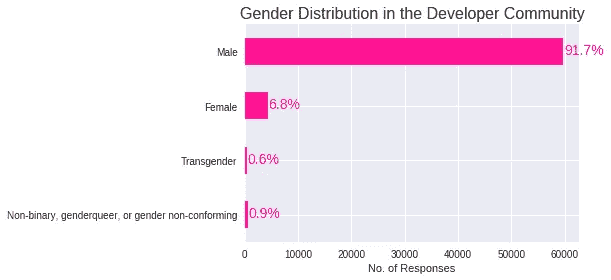 Gender Distribution in the Developer Community
Male
91.7%
Female
6.8%
Transgender
0.6%
Non-binary, genderqueer, or gender non-conforming
0.9%
0 10000 20000 30000 40000 50000 60000
No. of Responses